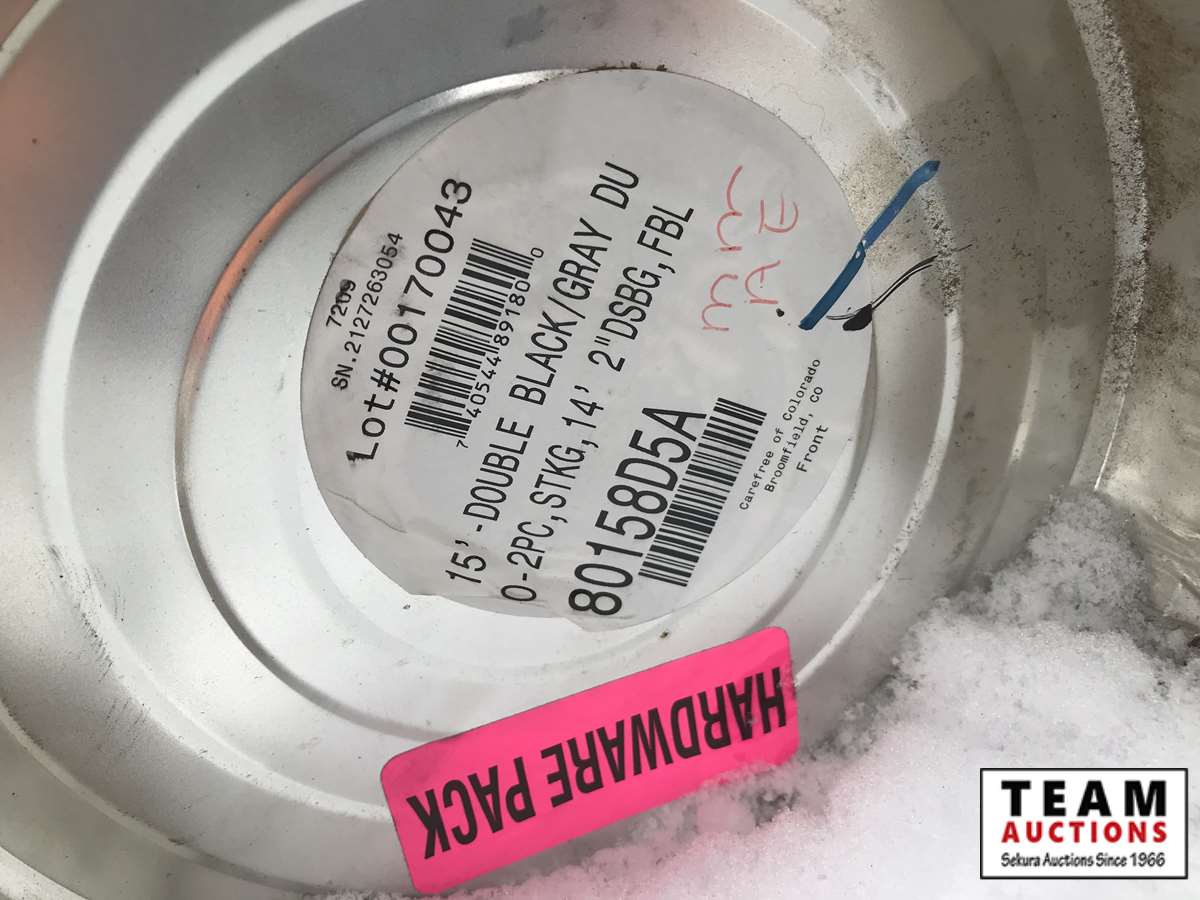 7209
SN.2127263054
Lot#00170043
7 40544 89180 0
15'-DOUBLE BLACK/GRAY DU
O-2PC,STKG,14' 2"DSBG,FBL
80158D5A
Carefree of Colorado
Broomfield, CO
Front
HARDWARE PACK
TEAM
AUCTIONS
Sekura Auctions Since 1966